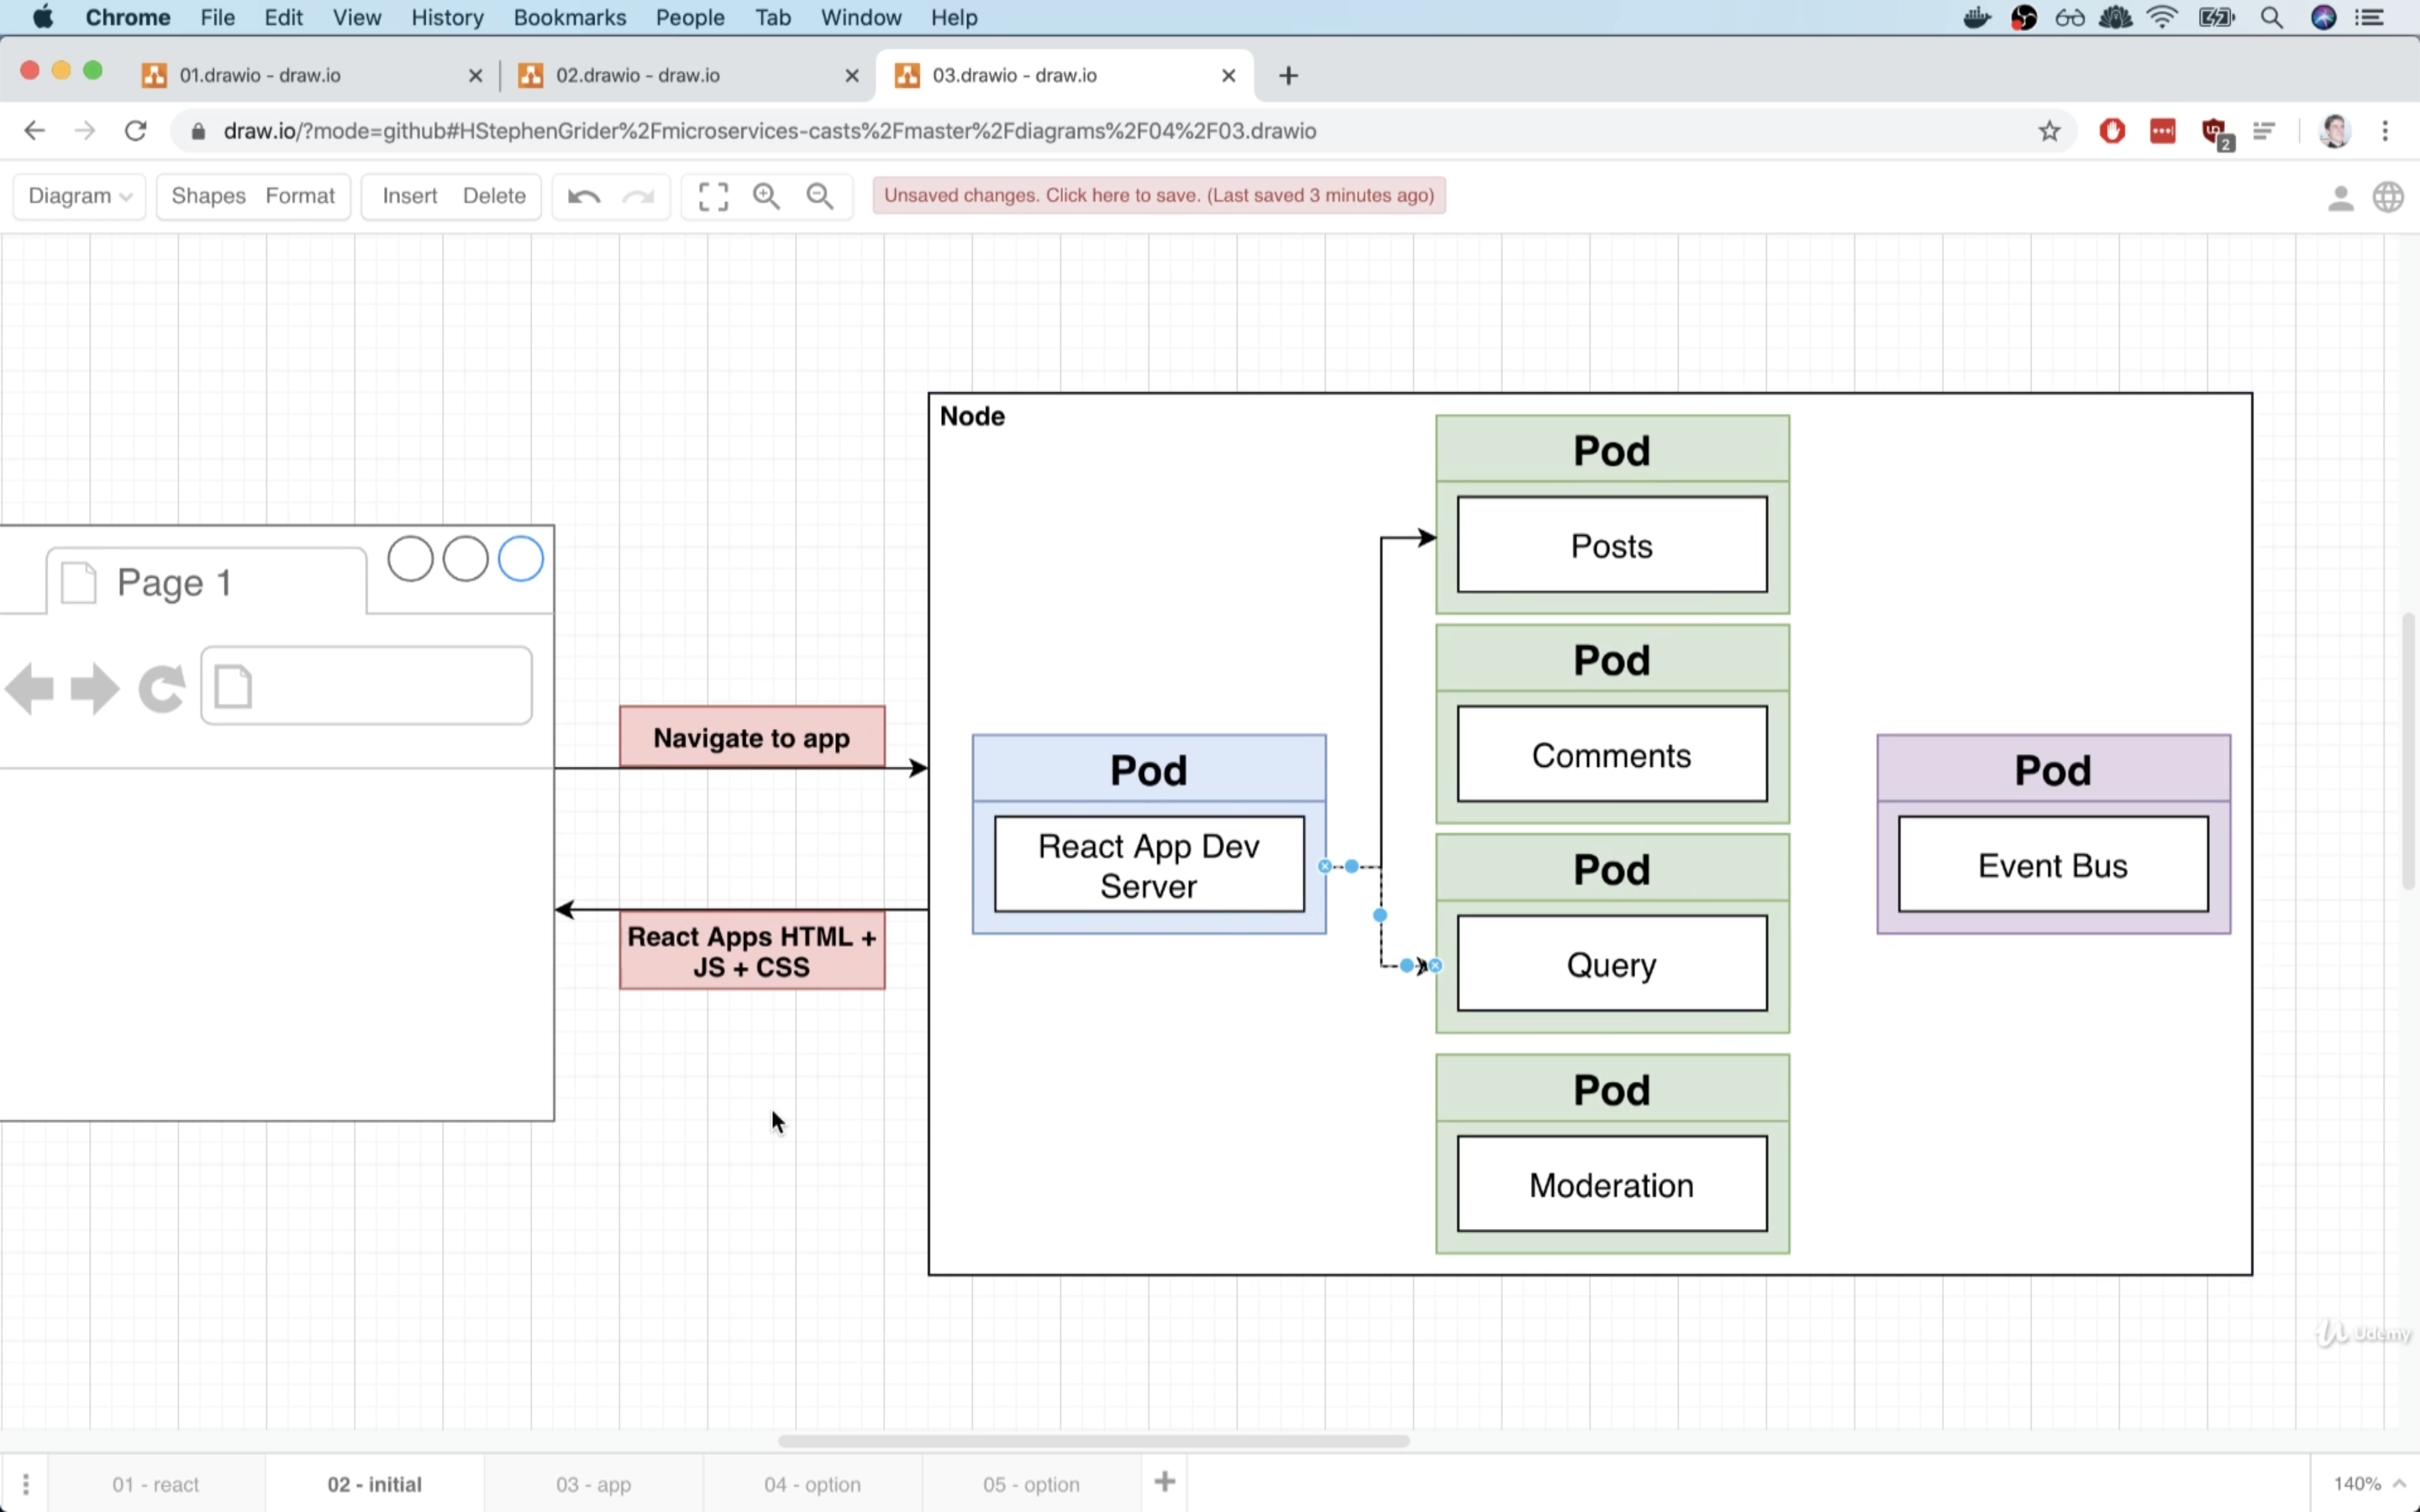 Chrome File Edit View History Bookmarks People Tab Window Help
01.drawio - draw.io
02.drawio - draw.io
03.drawio - draw.io
draw.io/?mode=github#HStephenGrider%2Fmicroservices-casts%2Fmaster%2Fdiagrams%2F04%2F03.drawio
2
Diagram Shapes Format Insert Delete
Unsaved changes. Click here to save. (Last saved 3 minutes ago)
Node
Pod
Posts
Page 1
Pod
Comments
Navigate to app
Pod
React App Dev
Server
Pod
Event Bus
Pod
Query
React Apps HTML +
JS + CSS
Pod
Moderation
Udemy
01 - react
02 - initial
03 - app
04 - option
05 - option
140%